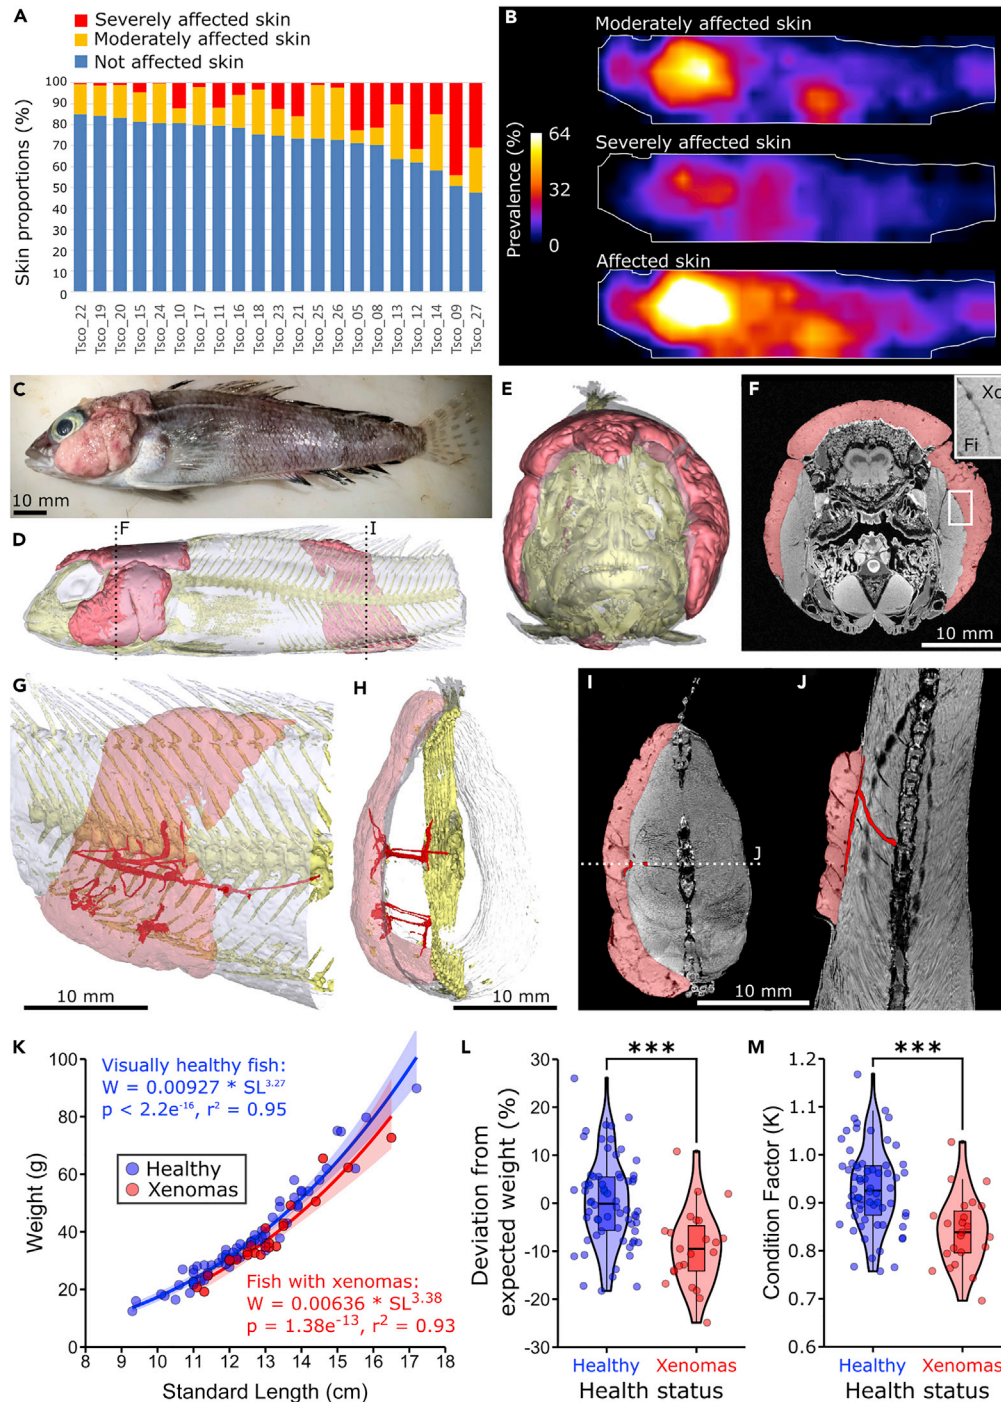 A
Severely affected skin
Moderately affected skin
Not affected skin
Skin proportions (%)
100
90
80
70
60
50
40
30
20
10
0
Tsco_22
Tsco_19
Tsco_20
Tsco_15
Tsco_24
Tsco_10
Tsco_17
Tsco_11
Tsco_16
Tsco_18
Tsco_23
Tsco_21
Tsco_25
Tsco_26
Tsco_05
Tsco_08
Tsco_13
Tsco_12
Tsco_14
Tsco_09
Tsco_27
B
Moderately affected skin
Prevalence (%)
64
32
0
Severely affected skin
Affected skin
C
10 mm
D
F
I
E
F
Xc
Fi
10 mm
G
10 mm
H
10 mm
I
J
10 mm
J
K
Visually healthy fish:
W = 0.00927 * SL^3.27
p < 2.2e^-16, r² = 0.95
Healthy
Xenomas
Fish with xenomas:
W = 0.00636 * SL^3.38
p = 1.38e^-13, r² = 0.93
Weight (g)
100
80
60
40
20
0
8 9 10 11 12 13 14 15 16 17 18
Standard Length (cm)
L
***
Deviation from
expected weight (%)
30
20
10
0
-10
-20
-30
Healthy Xenomas
Health status
M
***
Condition Factor (K)
1.2
1.1
1.0
0.9
0.8
0.7
0.6
Healthy Xenomas
Health status